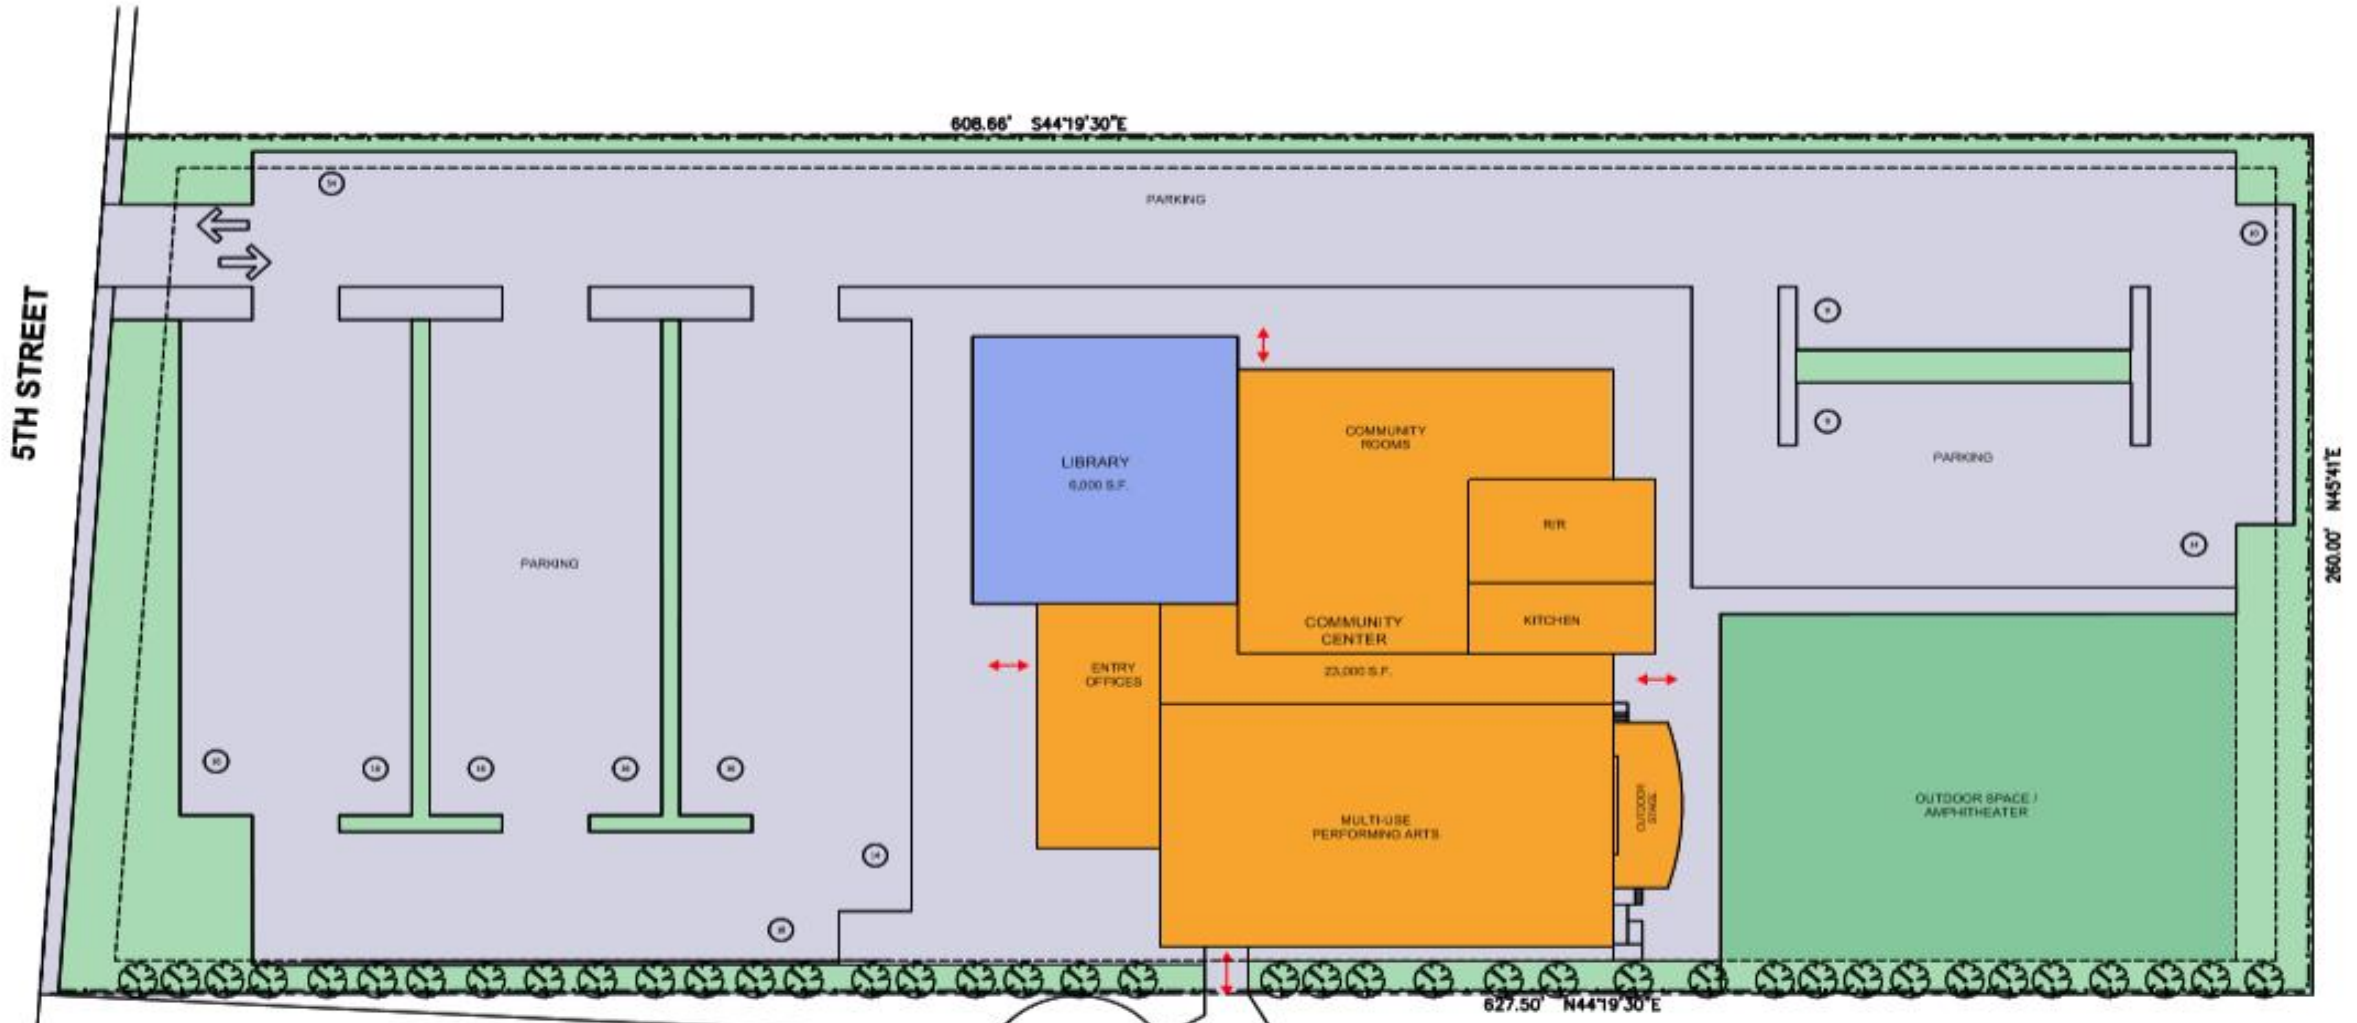 608.66' S44°19'30"E
PARKING
5TH STREET
COMMUNITY
ROOMS
LIBRARY
6,000 S.F.
PARKING
260.00' N45°41'E
R/R
PARKING
KITCHEN
COMMUNITY
CENTER
23,000 S.F.
ENTRY
OFFICES
OUTDOOR
STAGE
OUTDOOR SPACE /
AMPHITHEATER
MULTI-USE
PERFORMING ARTS
627.50' N44°19'30"E